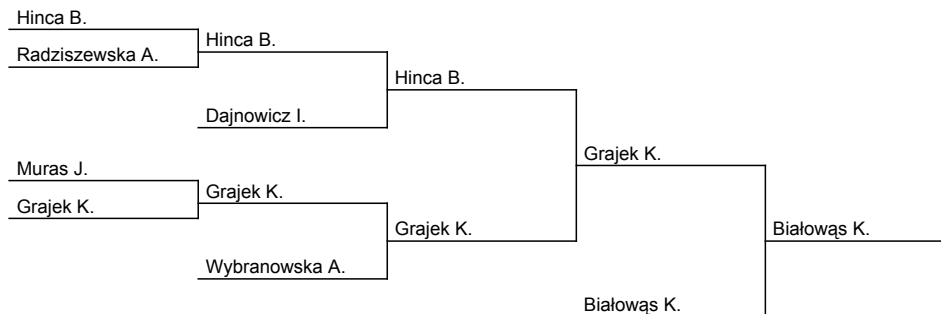 Hinca B.
Radziszewska A.
Hinca B.
Hinca B.
Dajnowicz I.
Grajek K.
Muras J.
Grajek K.
Grajek K.
Grajek K.
Białowąs K.
Wybranowska A.
Białowąs K.